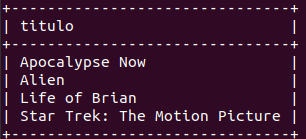 +--------------------------------+
| titulo                         |
+--------------------------------+
| Apocalypse Now                 |
| Alien                          |
| Life of Brian                  |
| Star Trek: The Motion Picture  |
+--------------------------------+